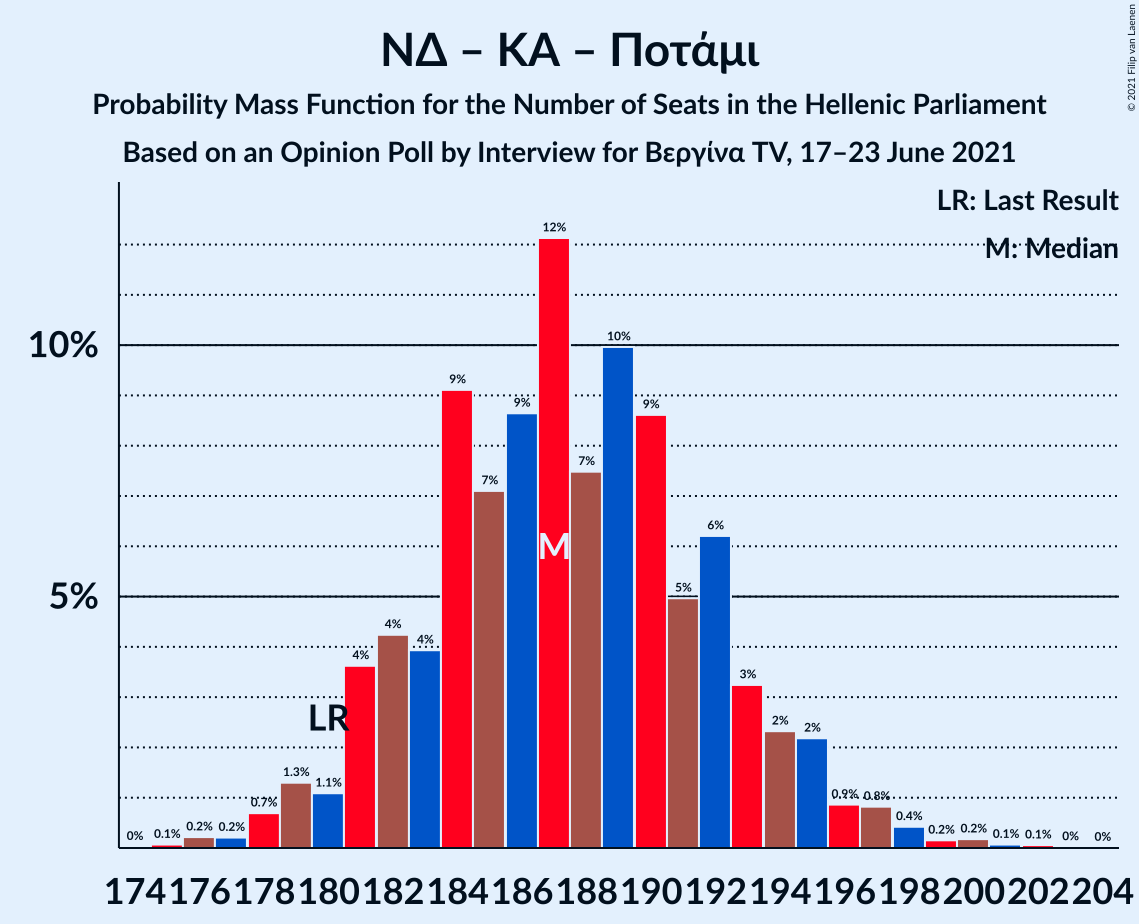 ΝΔ – ΚΑ – Ποτάμι
Probability Mass Function for the Number of Seats in the Hellenic Parliament
Based on an Opinion Poll by Interview for Βεργίνα TV, 17–23 June 2021
© 2021 Filip van Laenen
LR: Last Result
M: Median
10%
5%
0% 0.1% 0.2% 0.2% 0.7% 1.3% 1.1% 4% 4% 4% 9% 7% 9% 12% 7% 10% 9% 5% 6% 3% 2% 2% 0.9% 0.8% 0.4% 0.2% 0.2% 0.1% 0.1% 0% 0%
LR
M
174 176 178 180 182 184 186 188 190 192 194 196 198 200 202 204